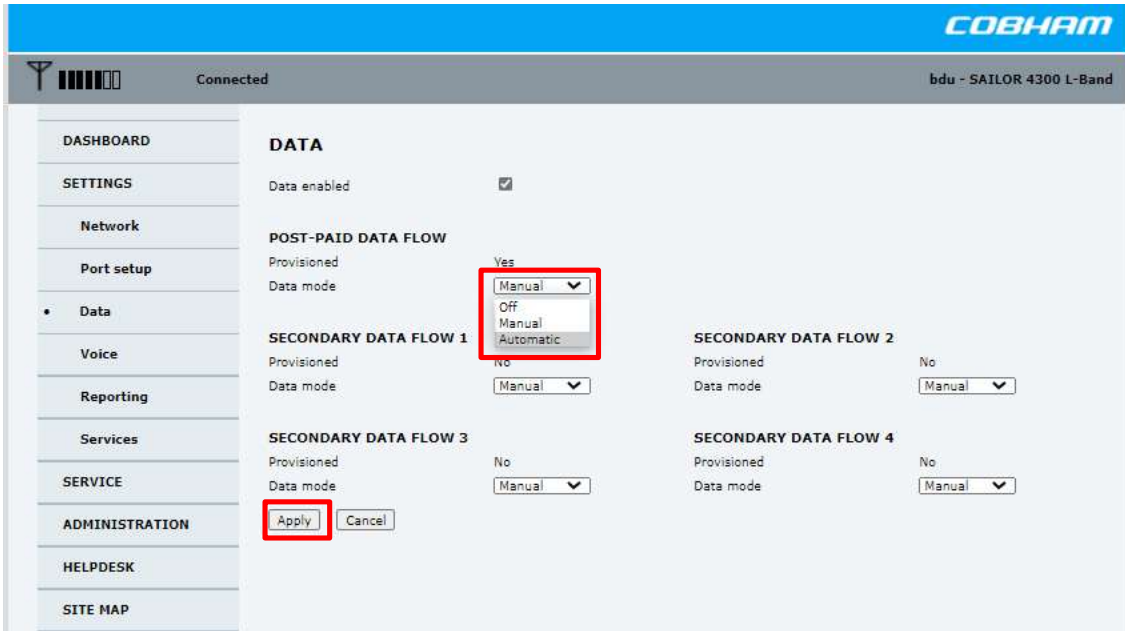 COBHAM
Connected
bdu - SAILOR 4300 L-Band
DASHBOARD
SETTINGS
Network
Port setup
Data
Voice
Reporting
Services
SERVICE
ADMINISTRATION
HELPDESK
SITE MAP
DATA
Data enabled
POST-PAID DATA FLOW
Provisioned Yes
Data mode Manual
Off
Manual
Automatic
SECONDARY DATA FLOW 1
Provisioned No
Data mode Manual
SECONDARY DATA FLOW 2
Provisioned No
Data mode Manual
SECONDARY DATA FLOW 3
Provisioned No
Data mode Manual
SECONDARY DATA FLOW 4
Provisioned No
Data mode Manual
Apply Cancel